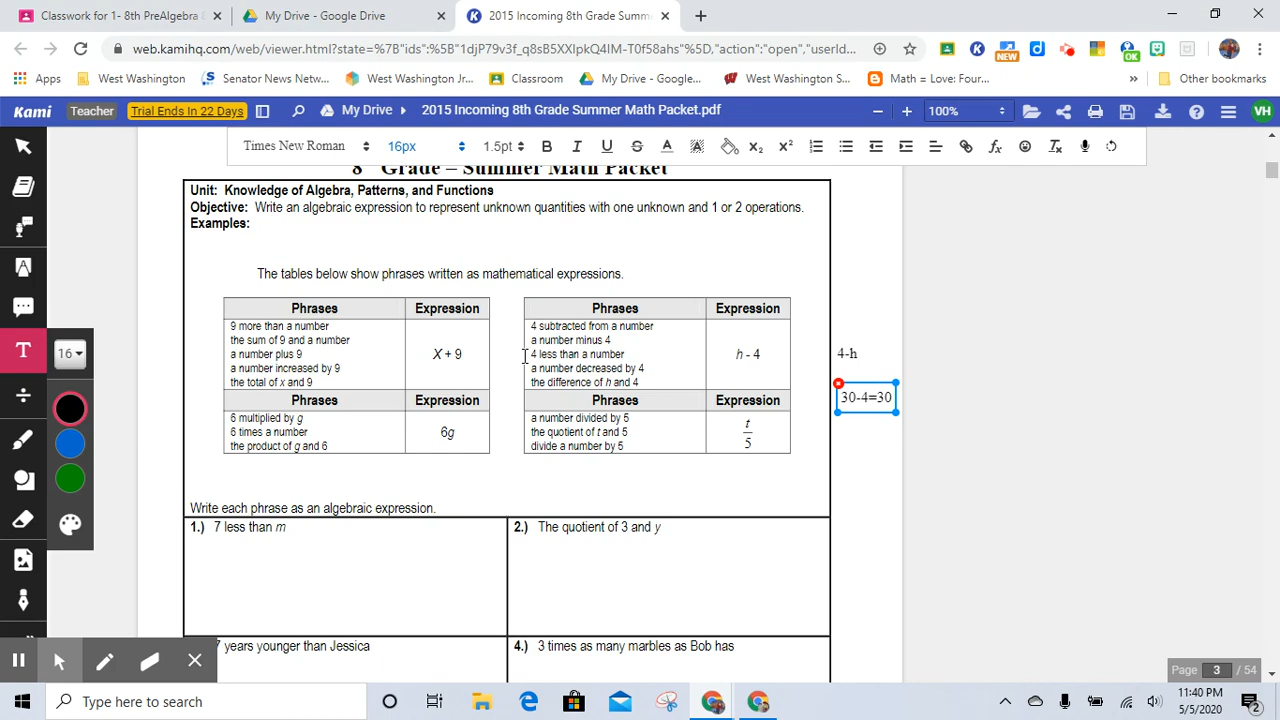 Classwork for 1- 8th PreAlgebra
My Drive - Google Drive
2015 Incoming 8th Grade Summ
web.kamihq.com/web/viewer.html?state=%7B"ids"%3A%5B"1djP79v3f_q8sB5XXIpkQ4IM-T0f58ahs"%5D,"action":"open","userId...
NEW
OK
Apps
West Washington
Senator News Netw...
West Washington Jr...
Classroom
My Drive - Google...
West Washington S...
Math = Love: Four...
Other bookmarks
Kami
Teacher
Trial Ends In 22 Days
My Drive
2015 Incoming 8th Grade Summer Math Packet.pdf
100%
VH
Times New Roman
16px
1.5pt
8 Grade – Summer Math Packet
Unit: Knowledge of Algebra, Patterns, and Functions
Objective: Write an algebraic expression to represent unknown quantities with one unknown and 1 or 2 operations.
Examples:
The tables below show phrases written as mathematical expressions.
Phrases
Expression
9 more than a number
the sum of 9 and a number
a number plus 9
a number increased by 9
the total of x and 9
X + 9
Phrases
Expression
6 multiplied by g
6 times a number
the product of g and 6
6g
Phrases
Expression
4 subtracted from a number
a number minus 4
4 less than a number
a number decreased by 4
the difference of h and 4
h - 4
Phrases
Expression
a number divided by 5
the quotient of t and 5
divide a number by 5
t
5
4-h
30-4=30
16
Write each phrase as an algebraic expression.
1.) 7 less than m
2.) The quotient of 3 and y
7 years younger than Jessica
4.) 3 times as many marbles as Bob has
Page 3 / 54
Type here to search
11:40 PM
5/5/2020
2